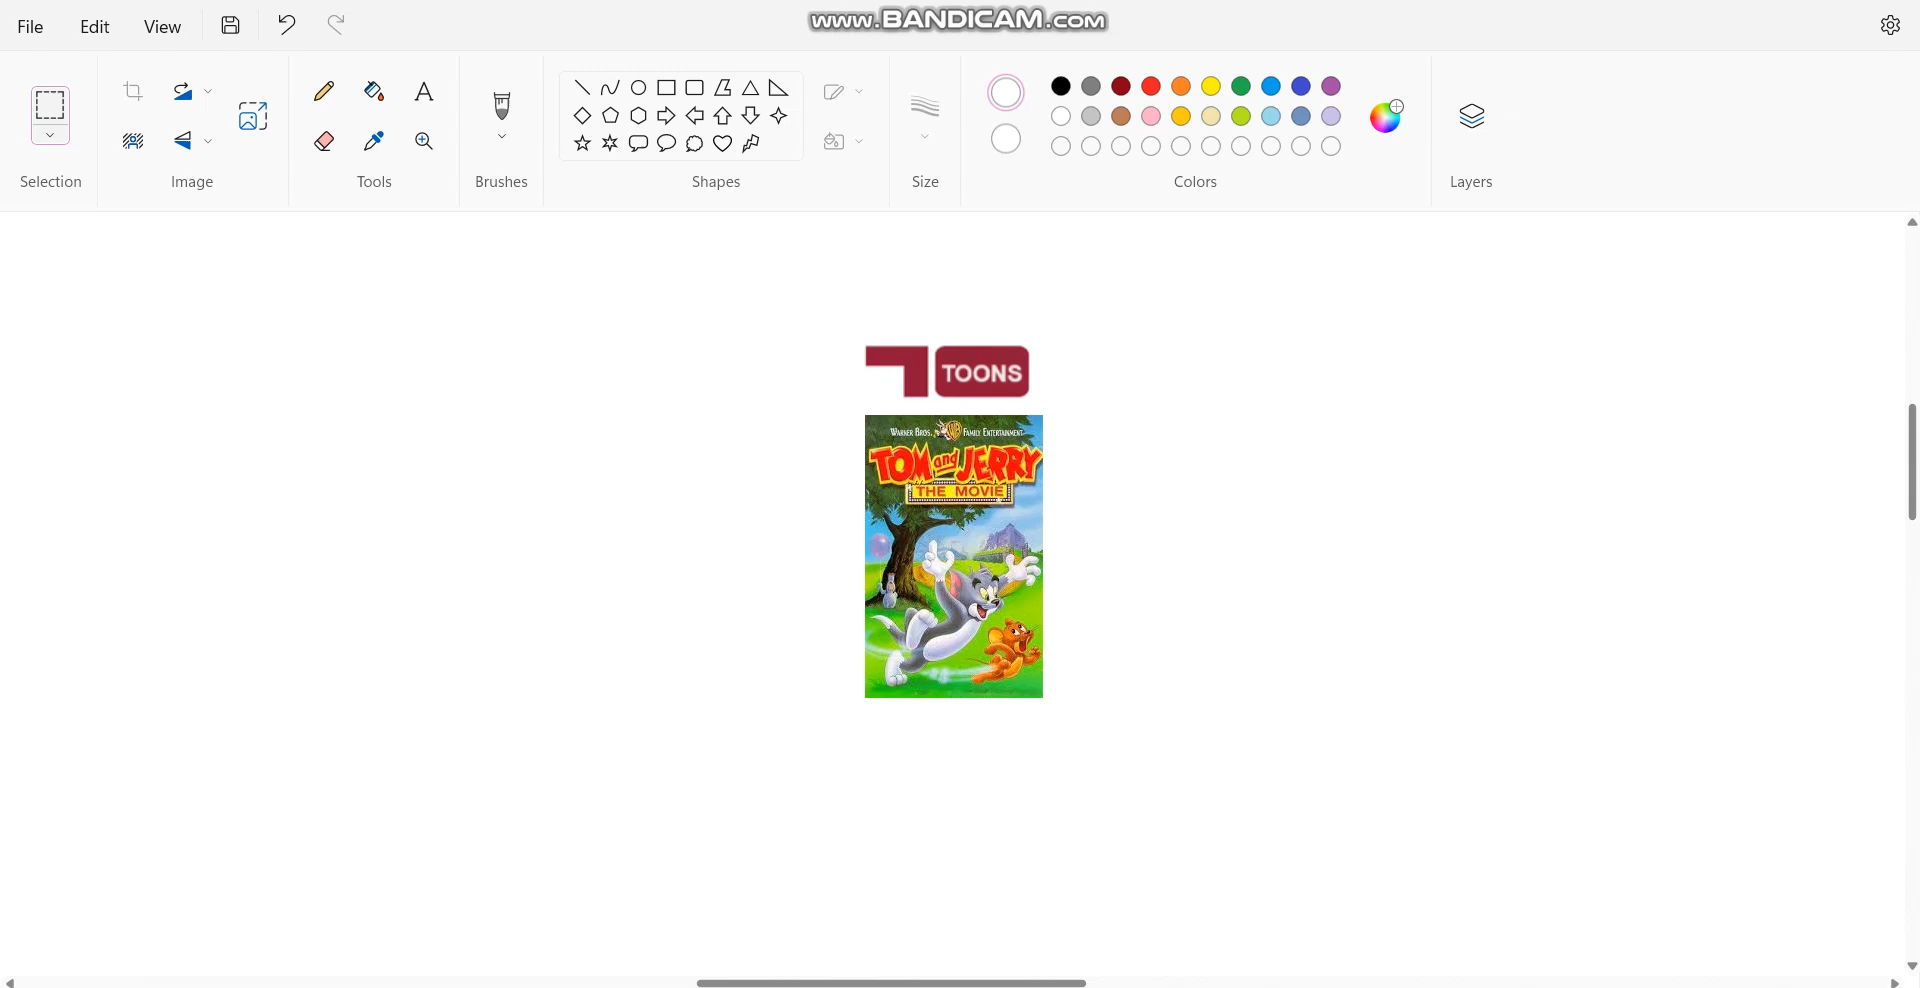 File Edit View
www.BANDICAM.com
Selection Image Tools Brushes Shapes Size Colors Layers
TOONS
WARNER BROS. WB FAMILY ENTERTAINMENT
TOM and JERRY
THE MOVIE